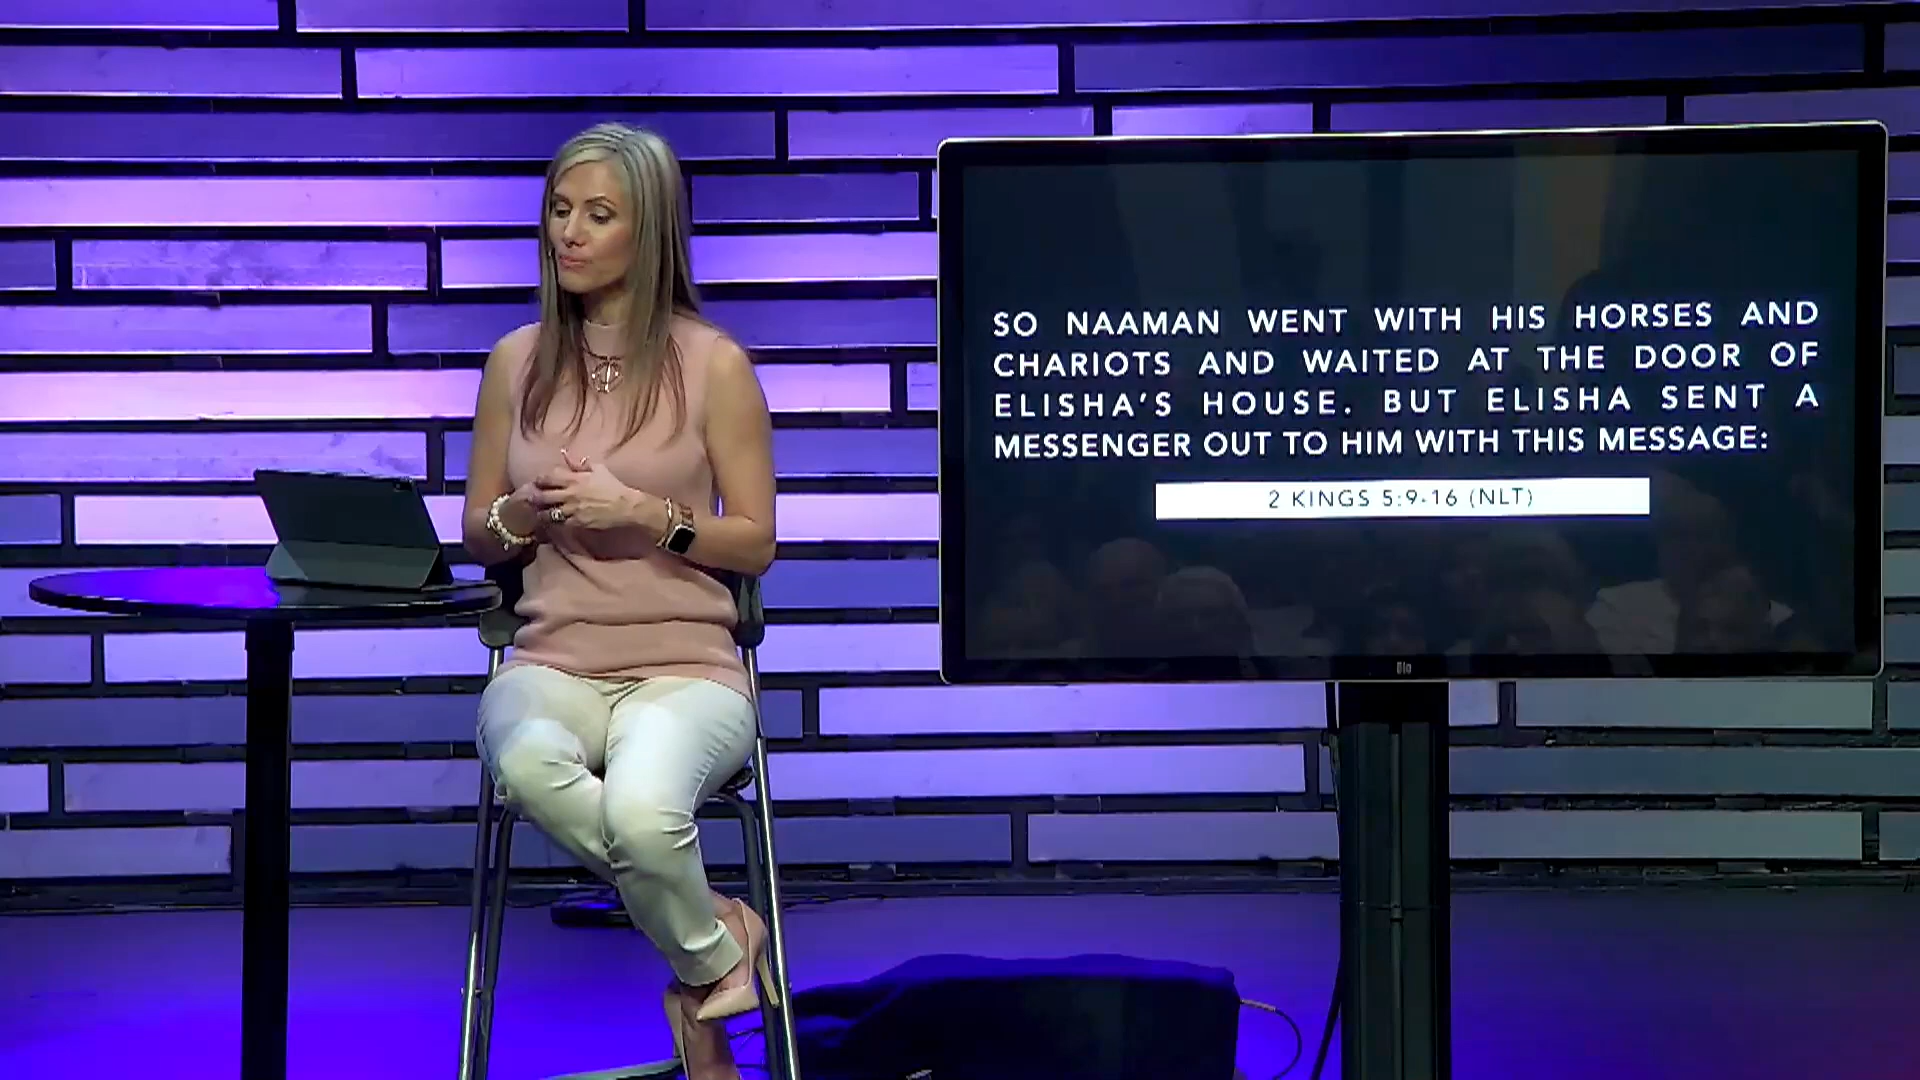 SO NAAMAN WENT WITH HIS HORSES AND
CHARIOTS AND WAITED AT THE DOOR OF
ELISHA'S HOUSE. BUT ELISHA SENT A
MESSENGER OUT TO HIM WITH THIS MESSAGE:
2 KINGS 5:9-16 (NLT)
elo